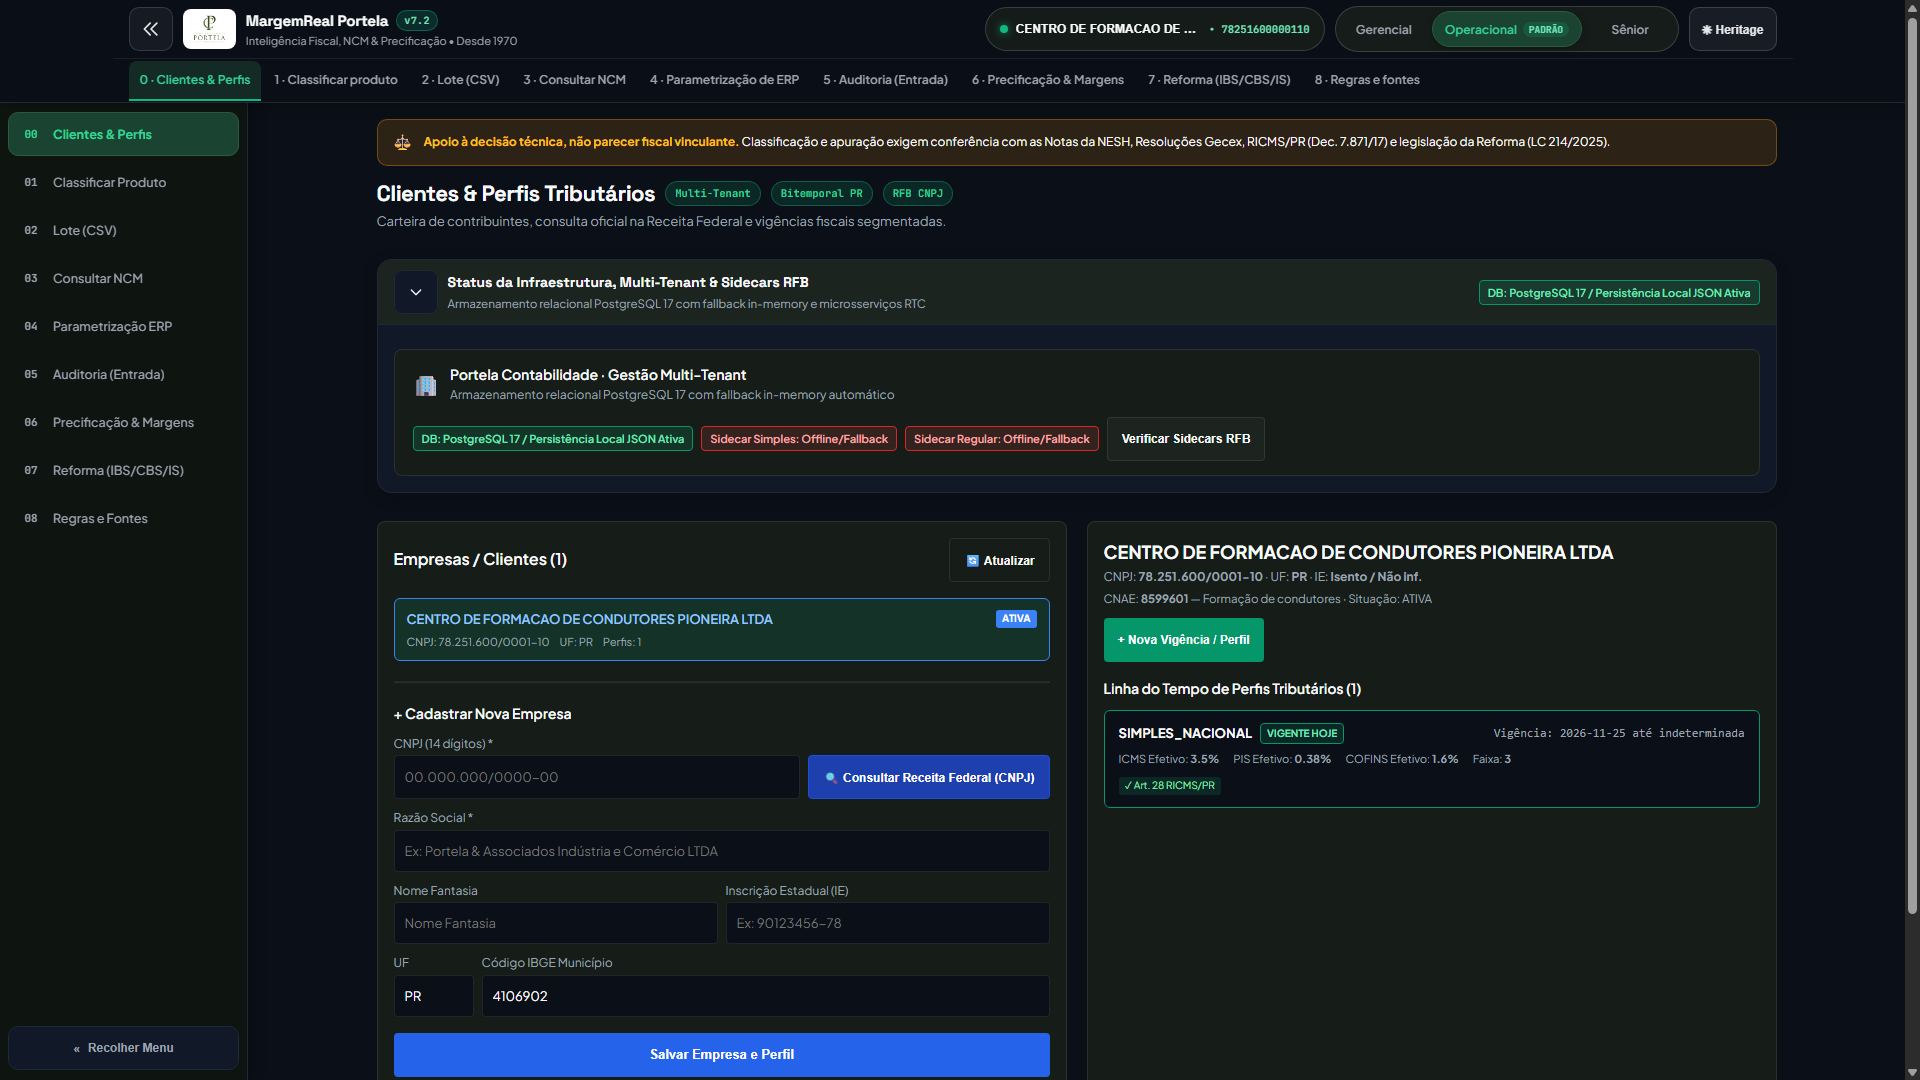 PORTELA
MargemReal Portela v7.2
Inteligência Fiscal, NCM & Precificação • Desde 1970
CENTRO DE FORMACAO DE ... • 78251600000110
Gerencial
Operacional PADRÃO
Sênior
Heritage
0 · Clientes & Perfis
1 · Classificar produto
2 · Lote (CSV)
3 · Consultar NCM
4 · Parametrização de ERP
5 · Auditoria (Entrada)
6 · Precificação & Margens
7 · Reforma (IBS/CBS/IS)
8 · Regras e fontes
00 Clientes & Perfis
01 Classificar Produto
02 Lote (CSV)
03 Consultar NCM
04 Parametrização ERP
05 Auditoria (Entrada)
06 Precificação & Margens
07 Reforma (IBS/CBS/IS)
08 Regras e Fontes
« Recolher Menu
Apoio à decisão técnica, não parecer fiscal vinculante. Classificação e apuração exigem conferência com as Notas da NESH, Resoluções Gecex, RICMS/PR (Dec. 7.871/17) e legislação da Reforma (LC 214/2025).
Clientes & Perfis Tributários Multi-Tenant Bitemporal PR RFB CNPJ
Carteira de contribuintes, consulta oficial na Receita Federal e vigências fiscais segmentadas.
Status da Infraestrutura, Multi-Tenant & Sidecars RFB
Armazenamento relacional PostgreSQL 17 com fallback in-memory e microsserviços RTC
DB: PostgreSQL 17 / Persistência Local JSON Ativa
Portela Contabilidade · Gestão Multi-Tenant
Armazenamento relacional PostgreSQL 17 com fallback in-memory automático
DB: PostgreSQL 17 / Persistência Local JSON Ativa
Sidecar Simples: Offline/Fallback
Sidecar Regular: Offline/Fallback
Verificar Sidecars RFB
Empresas / Clientes (1)
Atualizar
CENTRO DE FORMACAO DE CONDUTORES PIONEIRA LTDA ATIVA
CNPJ: 78.251.600/0001-10 UF: PR Perfis: 1
+ Cadastrar Nova Empresa
CNPJ (14 dígitos) *
00.000.000/0000-00
Consultar Receita Federal (CNPJ)
Razão Social *
Ex: Portela & Associados Indústria e Comércio LTDA
Nome Fantasia
Nome Fantasia
Inscrição Estadual (IE)
Ex: 90123456-78
UF
PR
Código IBGE Município
4106902
Salvar Empresa e Perfil
CENTRO DE FORMACAO DE CONDUTORES PIONEIRA LTDA
CNPJ: 78.251.600/0001-10 · UF: PR · IE: Isento / Não Inf.
CNAE: 8599601 — Formação de condutores · Situação: ATIVA
+ Nova Vigência / Perfil
Linha do Tempo de Perfis Tributários (1)
SIMPLES_NACIONAL VIGENTE HOJE
Vigência: 2026-11-25 até indeterminada
ICMS Efetivo: 3.5% PIS Efetivo: 0.38% COFINS Efetivo: 1.6% Faixa: 3
✓ Art. 28 RICMS/PR